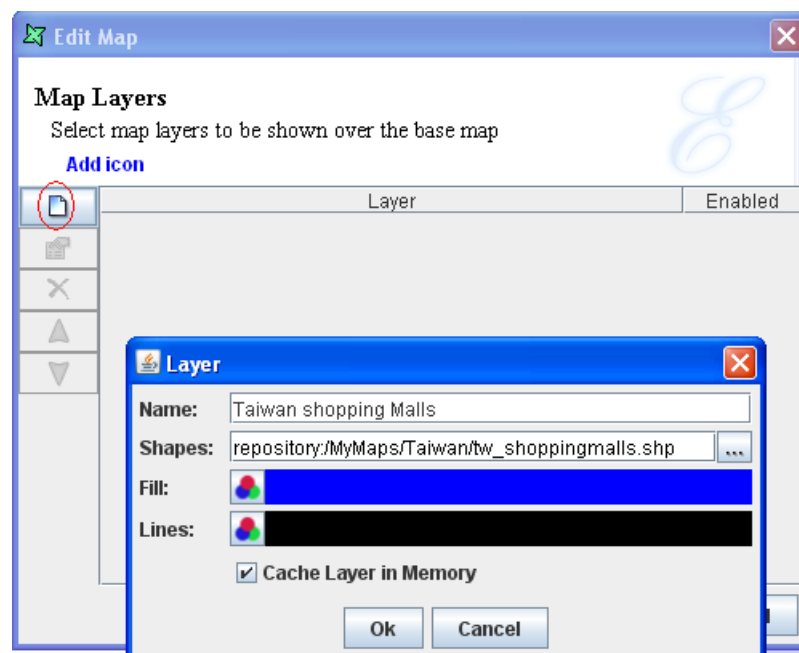 Edit Map
Map Layers
Select map layers to be shown over the base map
Add icon
Layer Enabled
Layer
Name: Taiwan shopping Malls
Shapes: repository:/MyMaps/Taiwan/tw_shoppingmalls.shp ...
Fill:
Lines:
Cache Layer in Memory
Ok Cancel